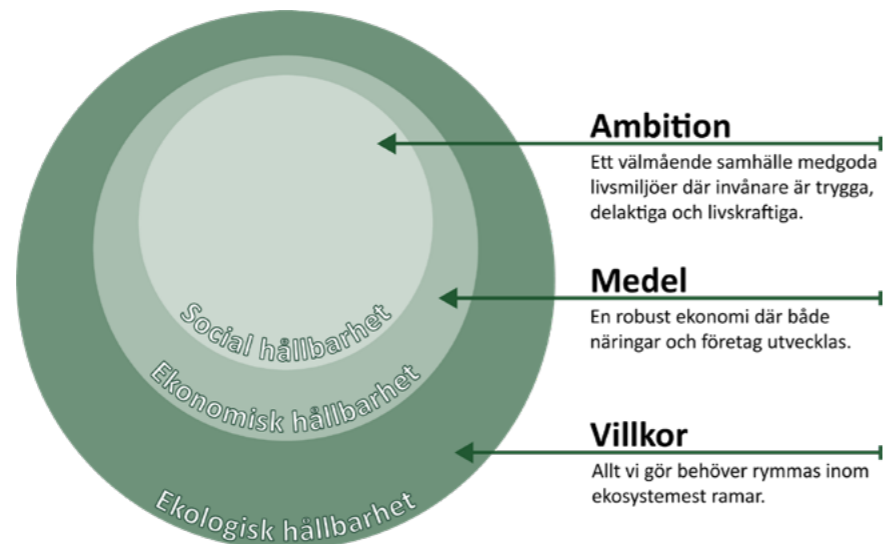 Ambition
Ett välmående samhälle medgoda
livsmiljöer där invånare är trygga,
delaktiga och livskraftiga.
Medel
En robust ekonomi där både
näringar och företag utvecklas.
Villkor
Allt vi gör behöver rymmas inom
ekosystemest ramar.
Social hållbarhet
Ekonomisk hållbarhet
Ekologisk hållbarhet